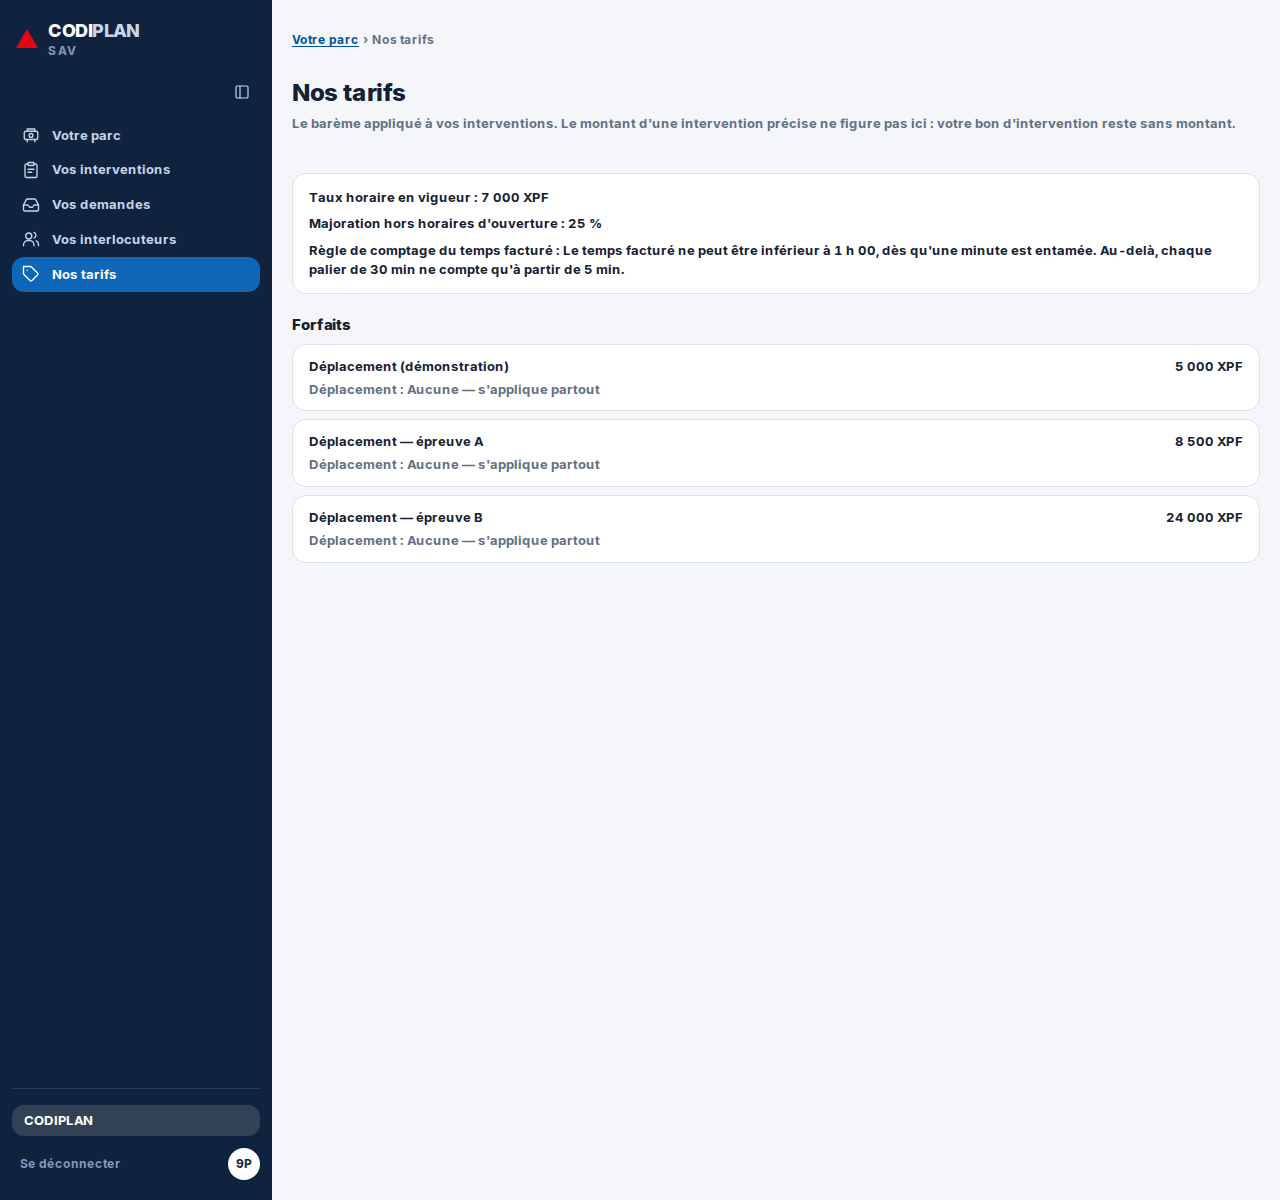 CODIPLAN
SAV
Votre parc
Vos interventions
Vos demandes
Vos interlocuteurs
Nos tarifs
CODIPLAN
Se déconnecter
9P
Votre parc › Nos tarifs
Nos tarifs
Le barème appliqué à vos interventions. Le montant d'une intervention précise ne figure pas ici : votre bon d'intervention reste sans montant.
Taux horaire en vigueur : 7 000 XPF
Majoration hors horaires d'ouverture : 25 %
Règle de comptage du temps facturé : Le temps facturé ne peut être inférieur à 1 h 00, dès qu'une minute est entamée. Au-delà, chaque
palier de 30 min ne compte qu'à partir de 5 min.
Forfaits
Déplacement (démonstration) 5 000 XPF
Déplacement : Aucune — s'applique partout
Déplacement — épreuve A 8 500 XPF
Déplacement : Aucune — s'applique partout
Déplacement — épreuve B 24 000 XPF
Déplacement : Aucune — s'applique partout